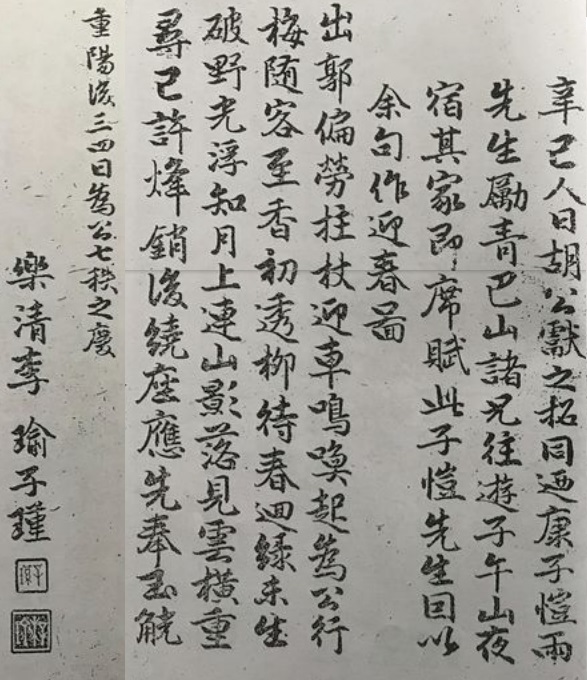 辛巳人日胡公獻之招同迺康子愷雨
先生勵青巴山諸兄往遊子午山夜
宿其家即席賦此子愷先生因以
余句作迎春啚
出郭偏勞拄杖迎車鳴喚起為公行
梅隨客至香初透柳待春迴綠未生
破野光浮知月上連山影落見雲橫重
尋已許烽銷後繞座應先奉玉觥
重陽後三四日為公七秩之慶
樂清李瑜子瑾